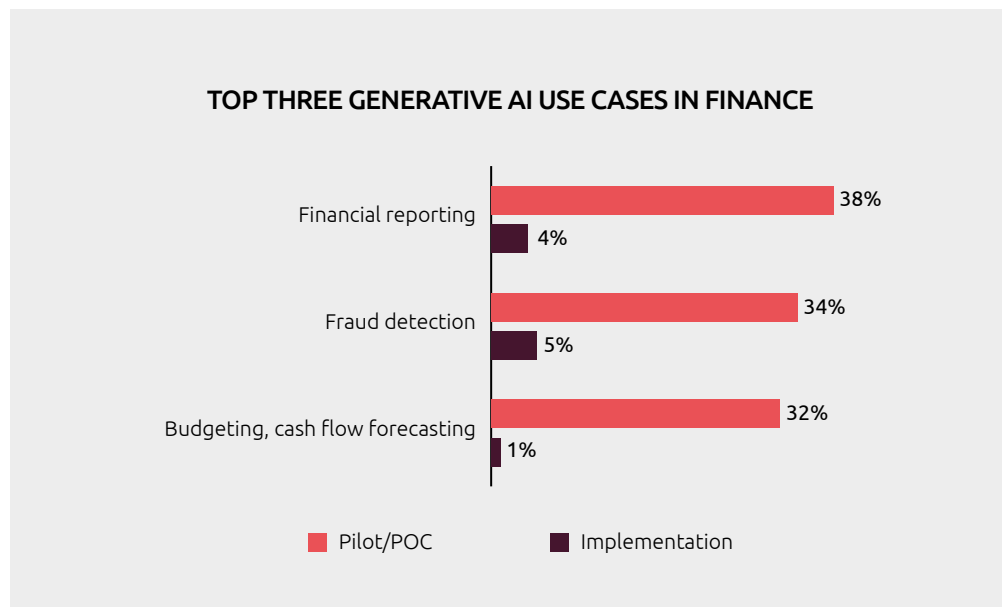 TOP THREE GENERATIVE AI USE CASES IN FINANCE
Financial reporting
38%
4%
Fraud detection
34%
5%
Budgeting, cash flow forecasting
32%
1%
Pilot/POC
Implementation